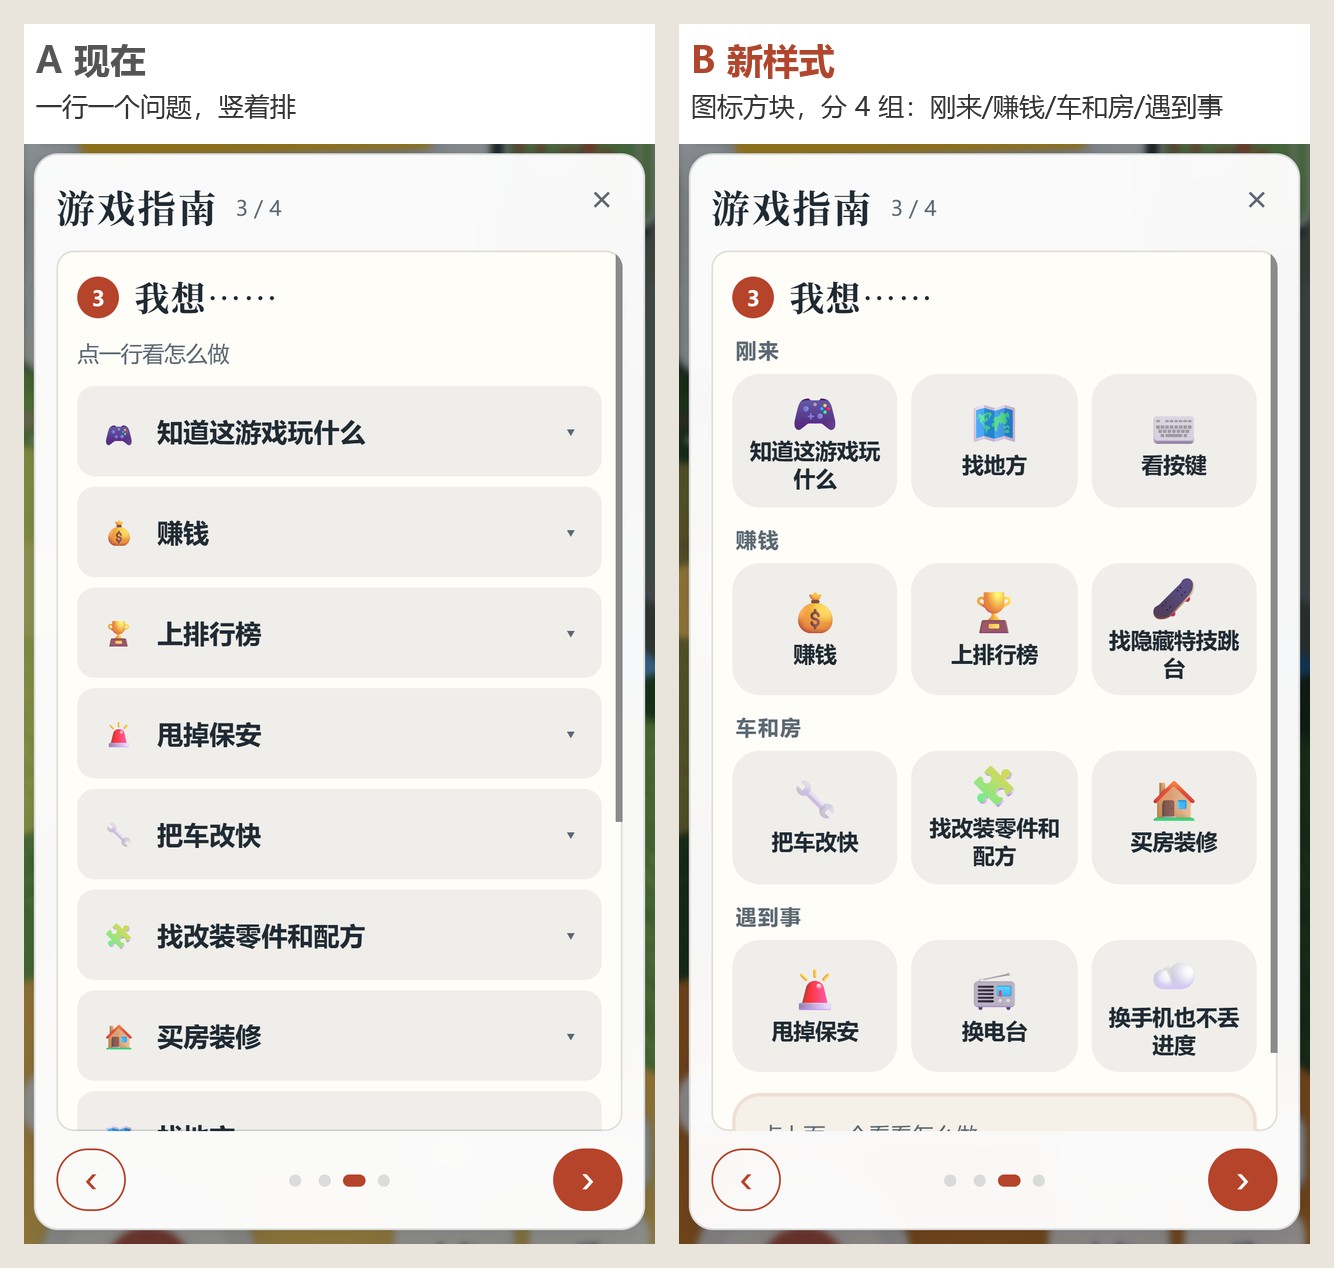 A 现在
一行一个问题，竖着排
游戏指南 3 / 4 ×
3 我想……
点一行看怎么做
知道这游戏玩什么
赚钱
上排行榜
甩掉保安
把车改快
找改装零件和配方
买房装修
B 新样式
图标方块，分 4 组：刚来/赚钱/车和房/遇到事
游戏指南 3 / 4 ×
3 我想……
刚来
知道这游戏玩
什么
找地方
看按键
赚钱
赚钱
上排行榜
找隐藏特技跳
台
车和房
把车改快
找改装零件和
配方
买房装修
遇到事
甩掉保安
换电台
换手机也不丢
进度